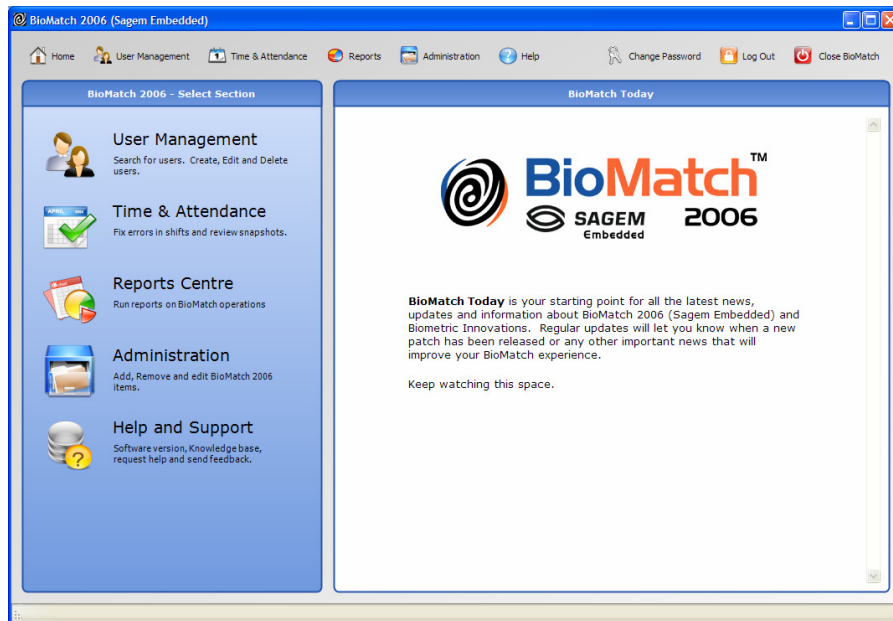 BioMatch 2006 (Sagem Embedded)
Home User Management Time & Attendance Reports Administration Help Change Password Log Out Close BioMatch
BioMatch 2006 - Select Section
User Management
Search for users. Create, Edit and Delete
users.
APRIL
Time & Attendance
Fix errors in shifts and review snapshots.
Reports Centre
Run reports on BioMatch operations
Administration
Add, Remove and edit BioMatch 2006
items.
Help and Support
Software version, Knowledge base,
request help and send feedback.
BioMatch Today
BioMatch™
SAGEM 2006
Embedded
BioMatch Today is your starting point for all the latest news,
updates and information about BioMatch 2006 (Sagem Embedded) and
Biometric Innovations. Regular updates will let you know when a new
patch has been released or any other important news that will
improve your BioMatch experience.
Keep watching this space.